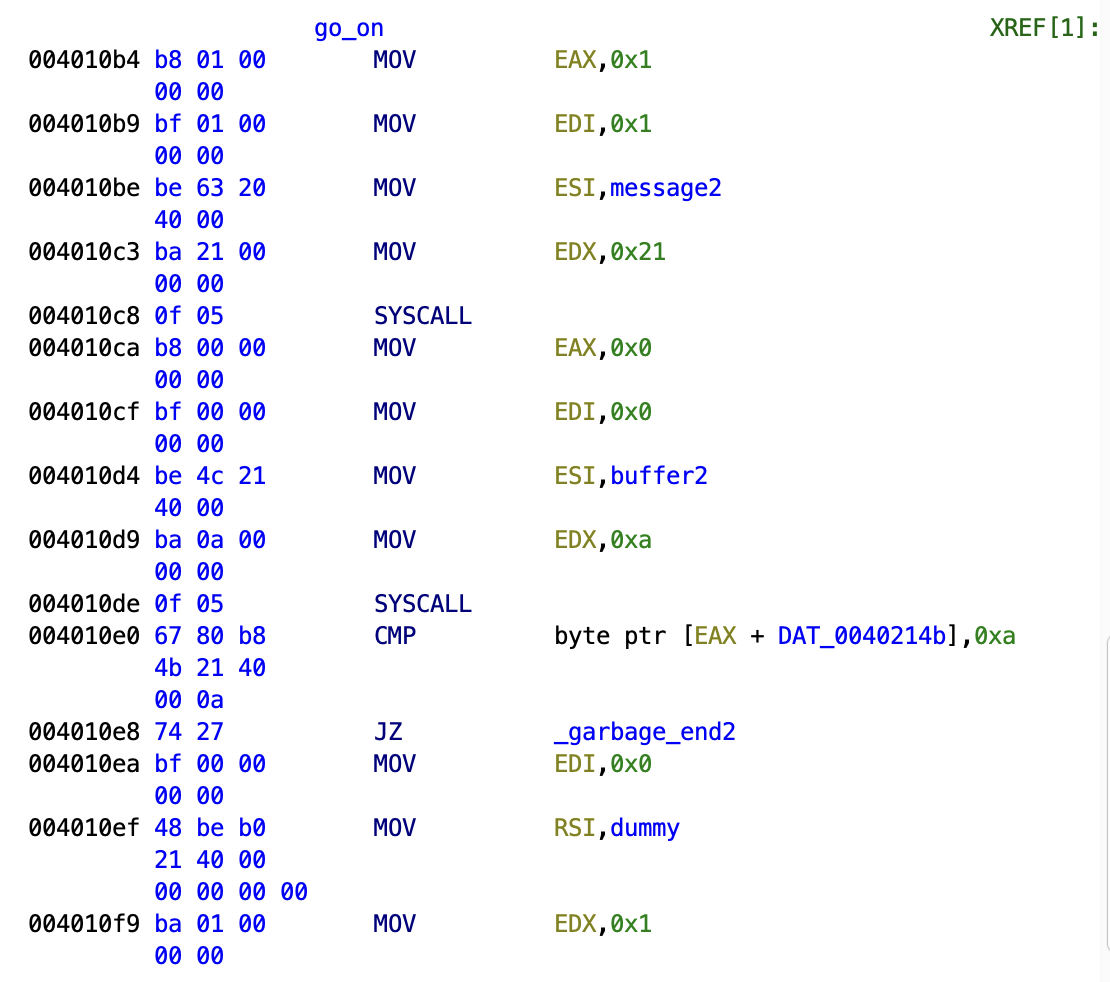 go_on XREF[1]:
004010b4 b8 01 00 MOV EAX,0x1
00 00
004010b9 bf 01 00 MOV EDI,0x1
00 00
004010be be 63 20 MOV ESI,message2
40 00
004010c3 ba 21 00 MOV EDX,0x21
00 00
004010c8 0f 05 SYSCALL
004010ca b8 00 00 MOV EAX,0x0
00 00
004010cf bf 00 00 MOV EDI,0x0
00 00
004010d4 be 4c 21 MOV ESI,buffer2
40 00
004010d9 ba 0a 00 MOV EDX,0xa
00 00
004010de 0f 05 SYSCALL
004010e0 67 80 b8 CMP byte ptr [EAX + DAT_0040214b],0xa
4b 21 40
00 0a
004010e8 74 27 JZ _garbage_end2
004010ea bf 00 00 MOV EDI,0x0
00 00
004010ef 48 be b0 MOV RSI,dummy
21 40 00
00 00 00 00
004010f9 ba 01 00 MOV EDX,0x1
00 00